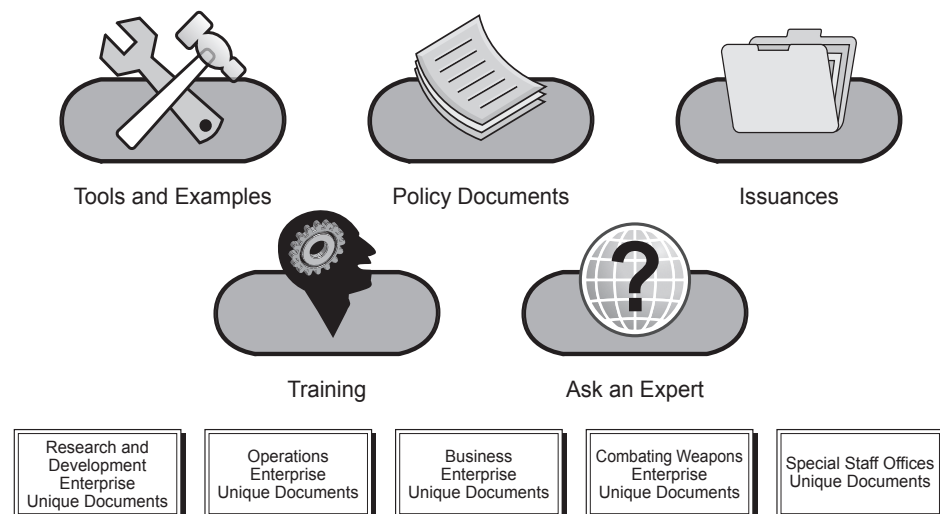 Tools and Examples
Policy Documents
Issuances
?
Training
Ask an Expert
Research and
Development
Enterprise
Unique Documents
Operations
Enterprise
Unique Documents
Business
Enterprise
Unique Documents
Combating Weapons
Enterprise
Unique Documents
Special Staff Offices
Unique Documents